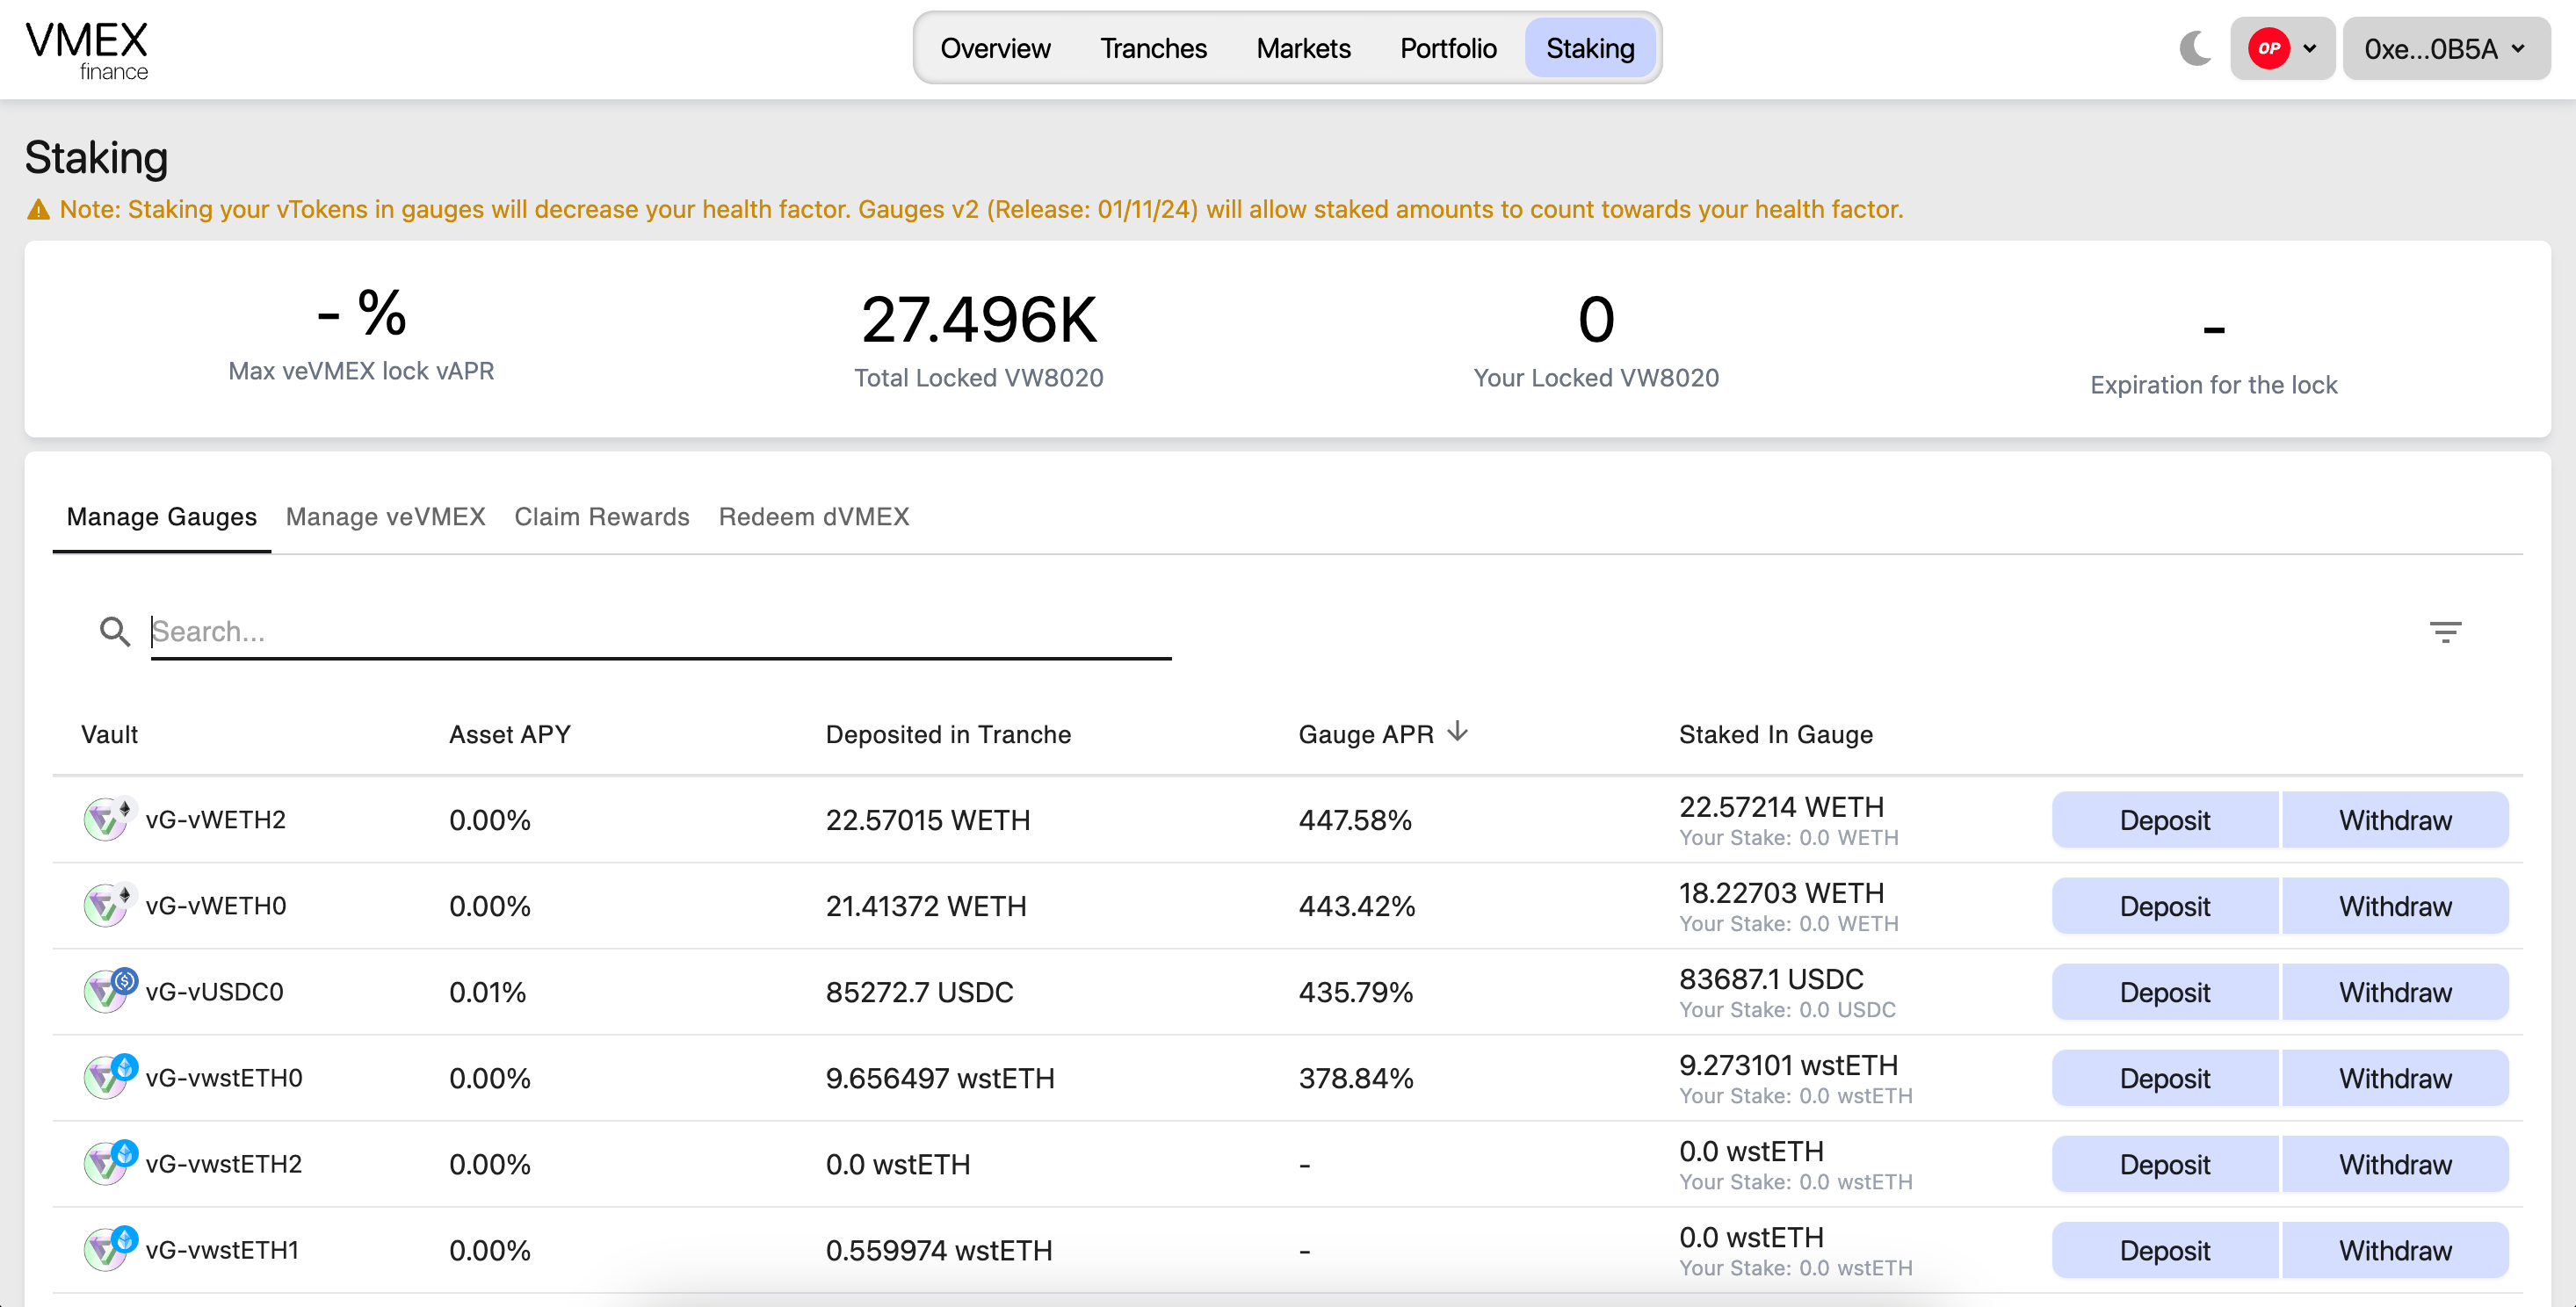 VMEX
finance
Overview Tranches Markets Portfolio Staking
OP
0xe...0B5A
Staking
Note: Staking your vTokens in gauges will decrease your health factor. Gauges v2 (Release: 01/11/24) will allow staked amounts to count towards your health factor.
- % 27.496K 0 -
Max veVMEX lock vAPR Total Locked VW8020 Your Locked VW8020 Expiration for the lock
Manage Gauges Manage veVMEX Claim Rewards Redeem dVMEX
Search...
Vault Asset APY Deposited in Tranche Gauge APR Staked In Gauge
vG-vWETH2 0.00% 22.57015 WETH 447.58% 22.57214 WETH Deposit Withdraw
Your Stake: 0.0 WETH
vG-vWETH0 0.00% 21.41372 WETH 443.42% 18.22703 WETH Deposit Withdraw
Your Stake: 0.0 WETH
vG-vUSDC0 0.01% 85272.7 USDC 435.79% 83687.1 USDC Deposit Withdraw
Your Stake: 0.0 USDC
vG-vwstETH0 0.00% 9.656497 wstETH 378.84% 9.273101 wstETH Deposit Withdraw
Your Stake: 0.0 wstETH
vG-vwstETH2 0.00% 0.0 wstETH - 0.0 wstETH Deposit Withdraw
Your Stake: 0.0 wstETH
vG-vwstETH1 0.00% 0.559974 wstETH - 0.0 wstETH Deposit Withdraw
Your Stake: 0.0 wstETH